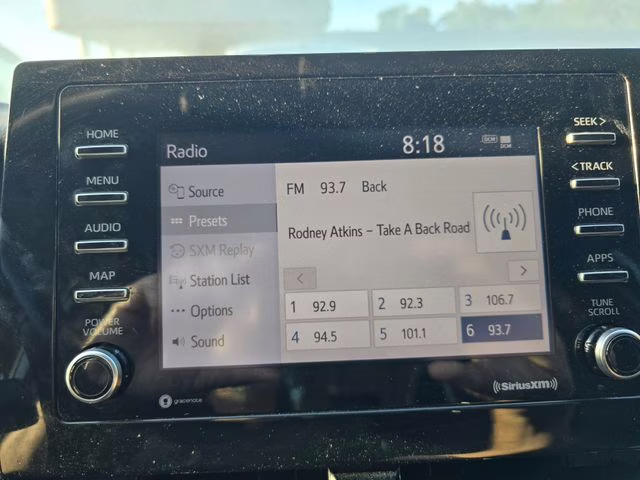 HOME
MENU
AUDIO
MAP
POWER
VOLUME
Radio
8:18
DCM
DCM
Source
Presets
SXM Replay
Station List
Options
Sound
FM 93.7 Back
Rodney Atkins – Take A Back Road
<
>
1 92.9
2 92.3
3 106.7
4 94.5
5 101.1
6 93.7
SEEK >
< TRACK
PHONE
APPS
TUNE
SCROLL
gracenote
((SiriusXM))